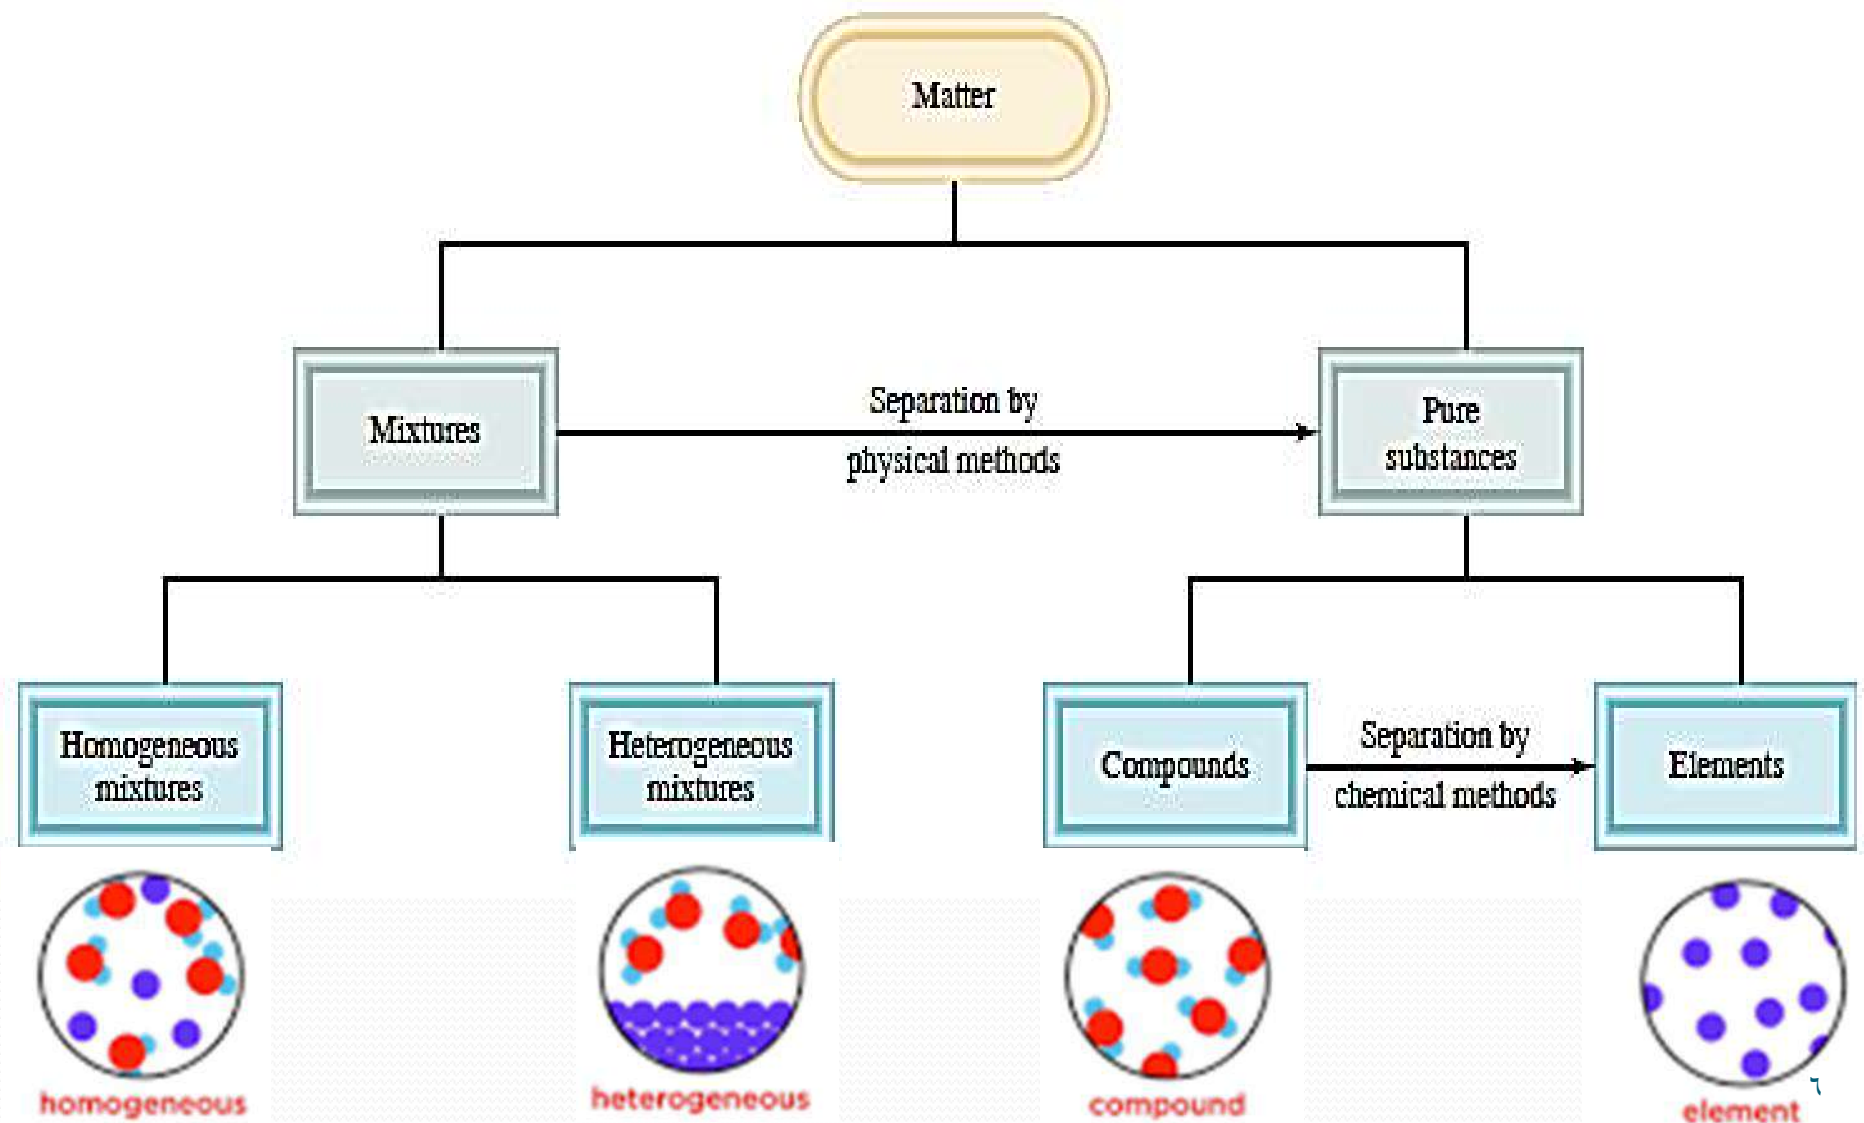 Matter
Mixtures
Separation by
physical methods
Pure
substances
Homogeneous
mixtures
Heterogeneous
mixtures
Compounds
Separation by
chemical methods
Elements
homogeneous
heterogeneous
compound
element
٦